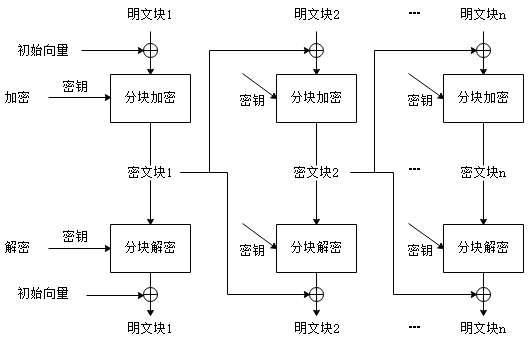 明文块1 明文块2 ... 明文块n
初始向量
加密 密钥 分块加密 密钥 分块加密 密钥 分块加密
密文块1 密文块2 ... 密文块n
解密 密钥 分块解密 密钥 分块解密 密钥 分块解密
初始向量
明文块1 明文块2 ... 明文块n